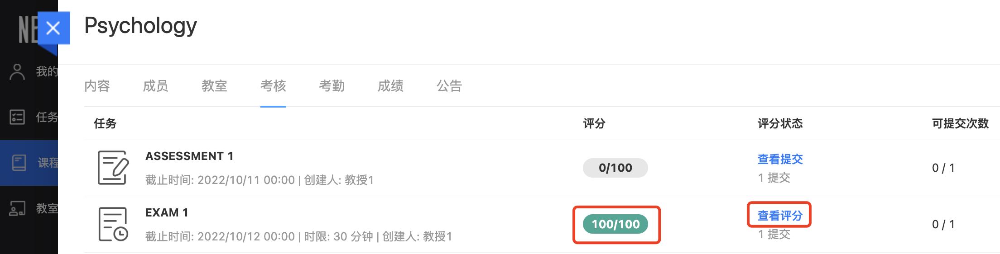 NE
Psychology
我的
任务
课程
教室
内容 成员 教室 考核 考勤 成绩 公告
任务 评分 评分状态 可提交次数
ASSESSMENT 1
截止时间: 2022/10/11 00:00 | 创建人: 教授1
0/100
查看提交
1 提交
0 / 1
EXAM 1
截止时间: 2022/10/12 00:00 | 时限: 30 分钟 | 创建人: 教授1
100/100
查看评分
1 提交
0 / 1